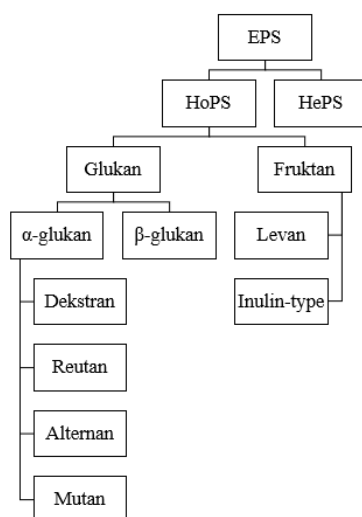 EPS
HoPS
HePS
Glukan
Fruktan
α-glukan
β-glukan
Levan
Dekstran
Inulin-type
Reutan
Alternan
Mutan